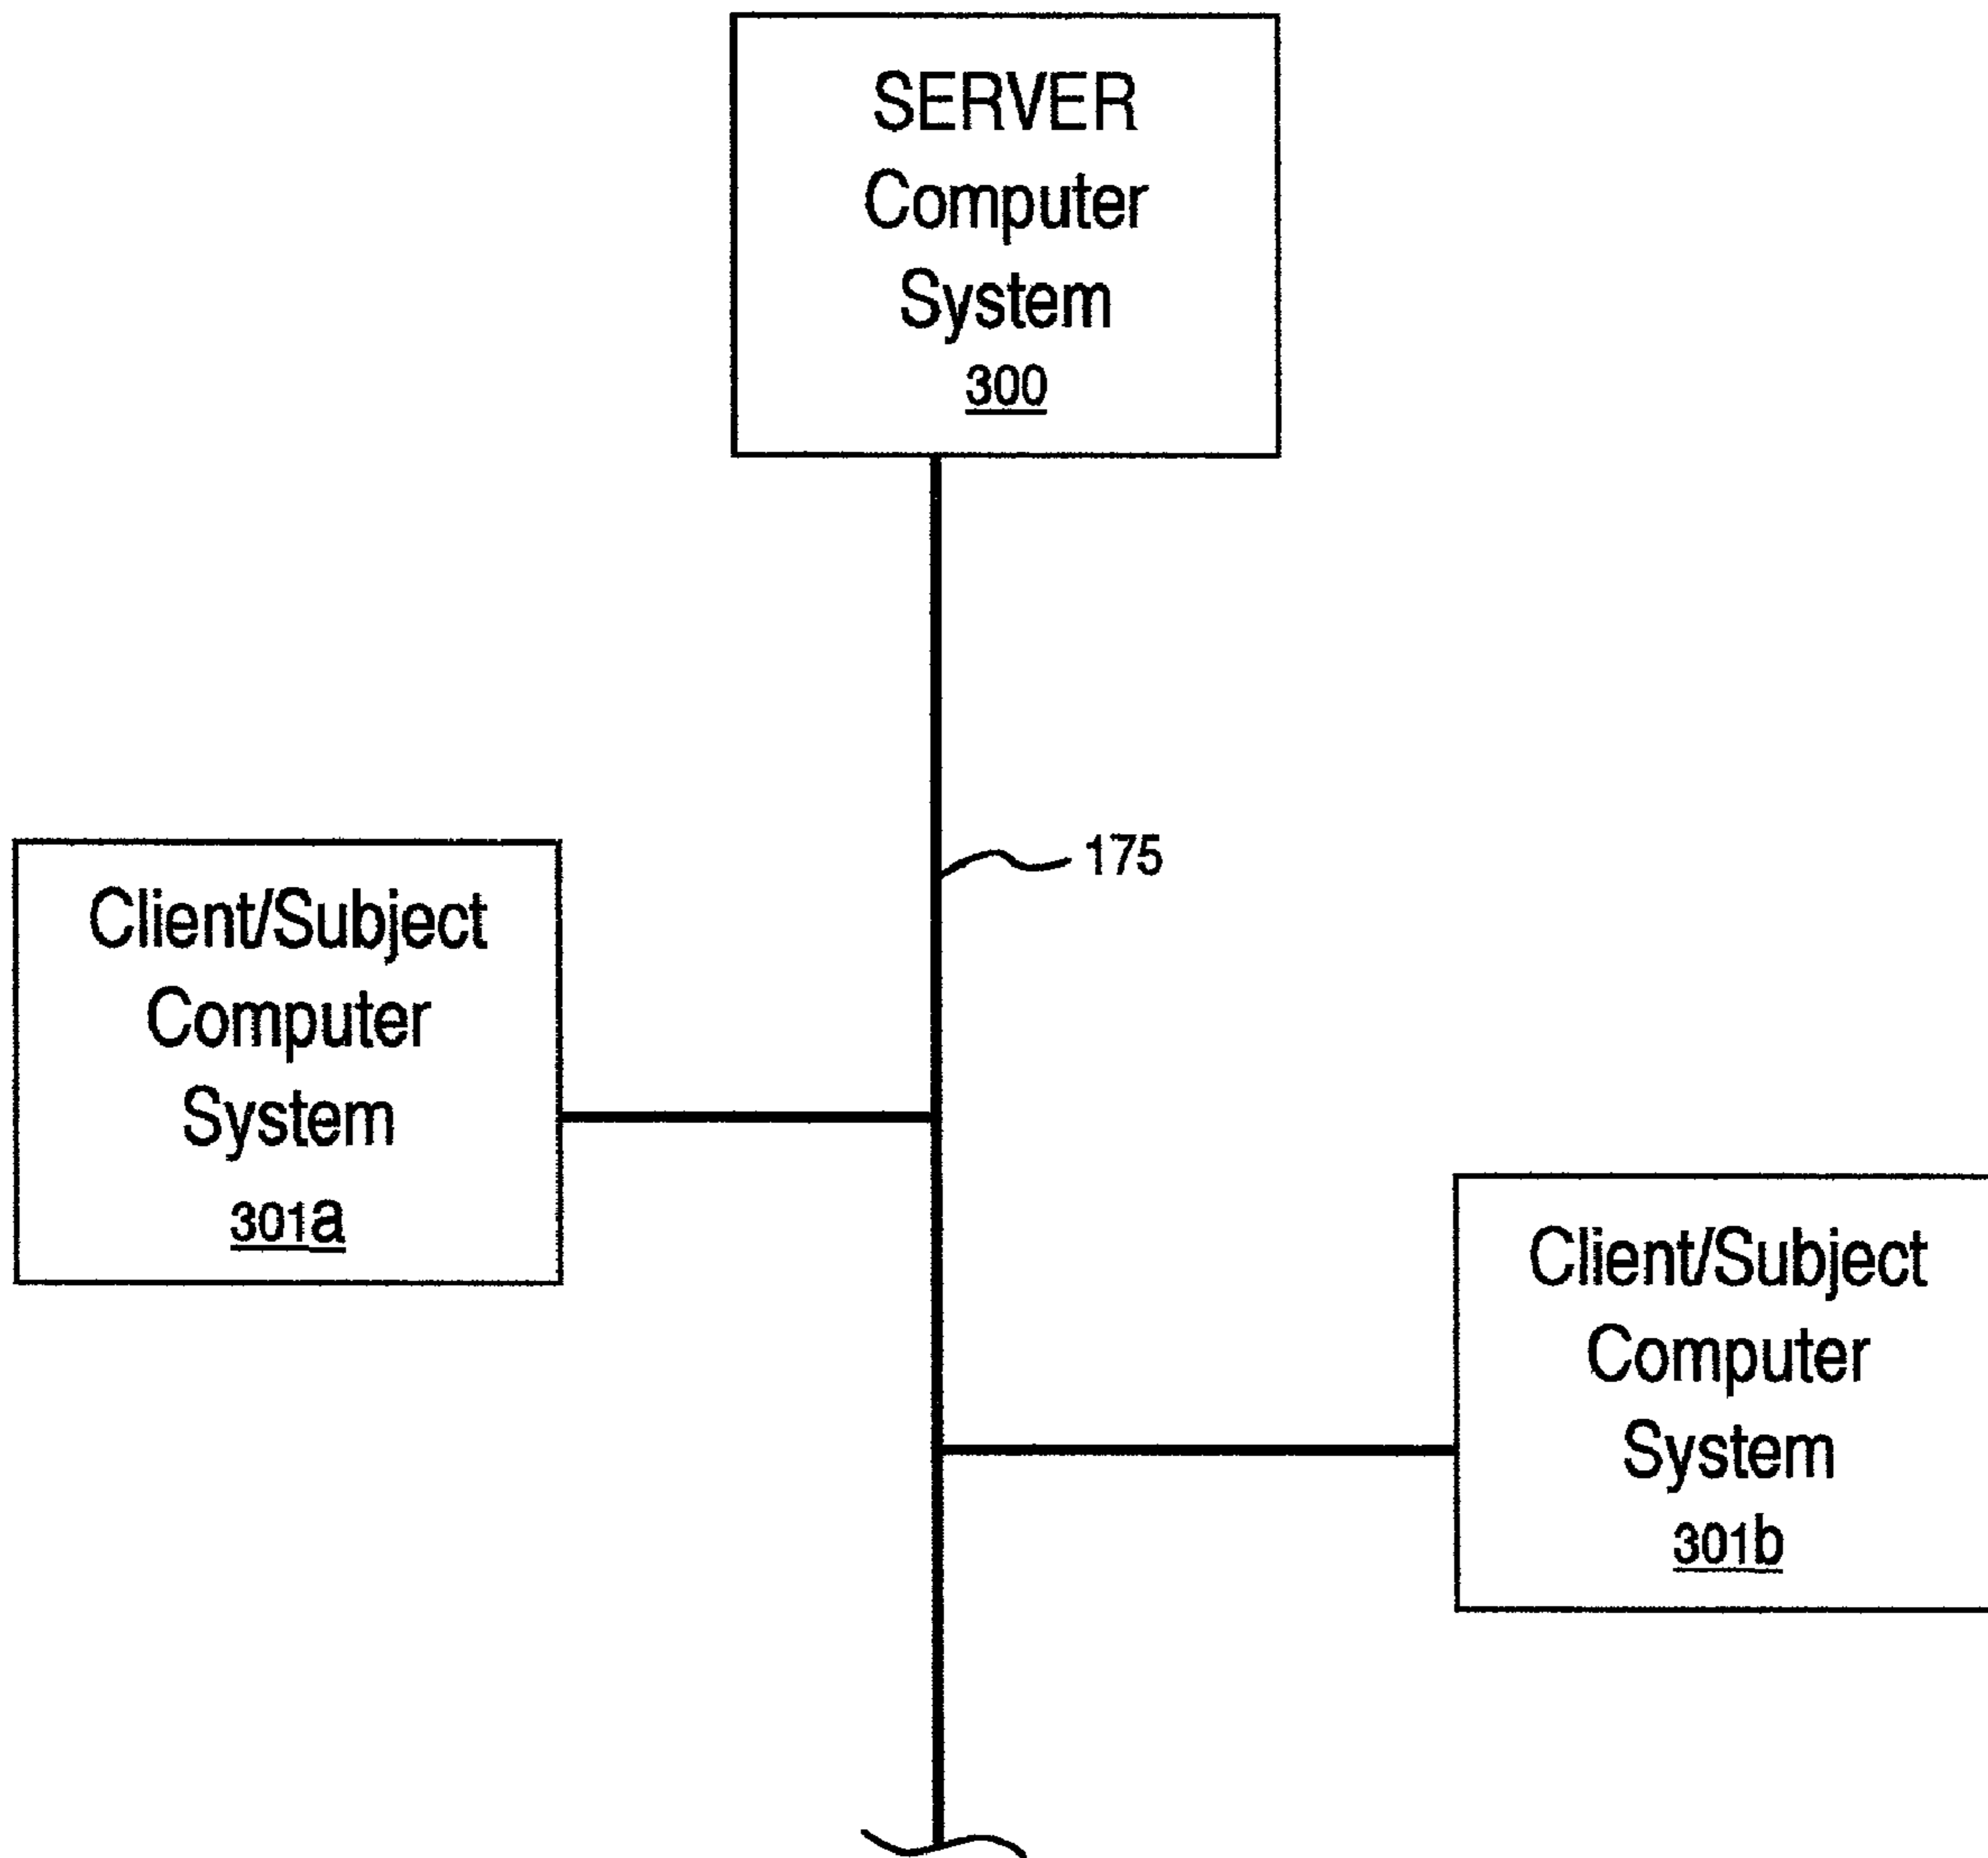 SERVER
Computer
System
300
175
Client/Subject
Computer
System
301a
Client/Subject
Computer
System
301b